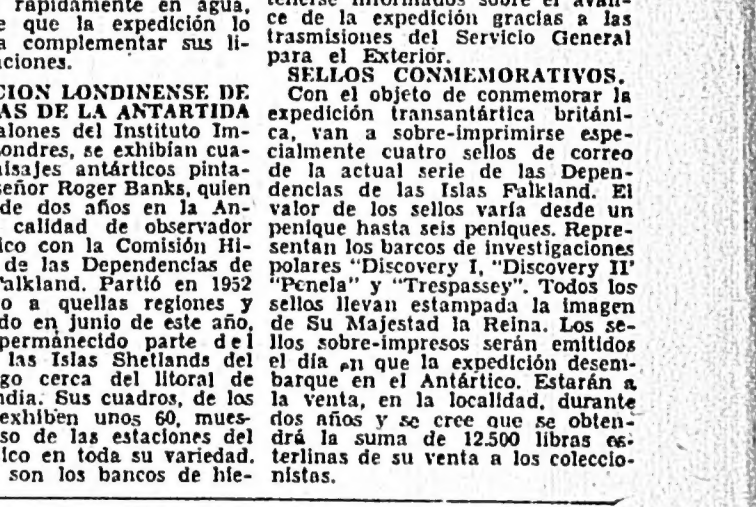 rápidamente en agua,
que la expedición lo
complementar sus li-
ciones.
CION LONDINENSE DE
AS DE LA ANTARTIDA
alones del Instituto Im-
ondres, se exhibían cua-
isajes antárticos pinta-
señor Roger Banks, quien
de dos años en la An-
calidad de observador
ico con la Comisión Hi-
de las Dependencias de
alkland. Partió en 1952
o a quellas regiones y
do en junio de este año,
permánecido parte del
las Islas Shetlands del
go cerca del litoral de
ndia. Sus cuadros, de los
exhiben unos 60, mues-
so de las estaciones del
ico en toda su variedad.
son los bancos de hie-
tenerse informados sobre el avan-
ce de la expedición gracias a las
trasmisiones del Servicio General
para el Exterior.
SELLOS CONMEMORATIVOS.
Con el objeto de conmemorar la
expedición transantártica británi-
ca, van a sobre-imprimirse espe-
cialmente cuatro sellos de correo
de la actual serie de las Depen-
dencias de las Islas Falkland. El
valor de los sellos varía desde un
penique hasta seis peniques. Repre-
sentan los barcos de investigaciones
polares "Discovery I, "Discovery II'
"Penela" y "Trespassey". Todos los
sellos llevan estampada la imagen
de Su Majestad la Reina. Los se-
llos sobre-impresos serán emitidos
el día en que la expedición desem-
barque en el Antártico. Estarán a
la venta, en la localidad, durante
dos años y se cree que se obten-
drá la suma de 12.500 libras es-
terlinas de su venta a los coleccio-
nistas.